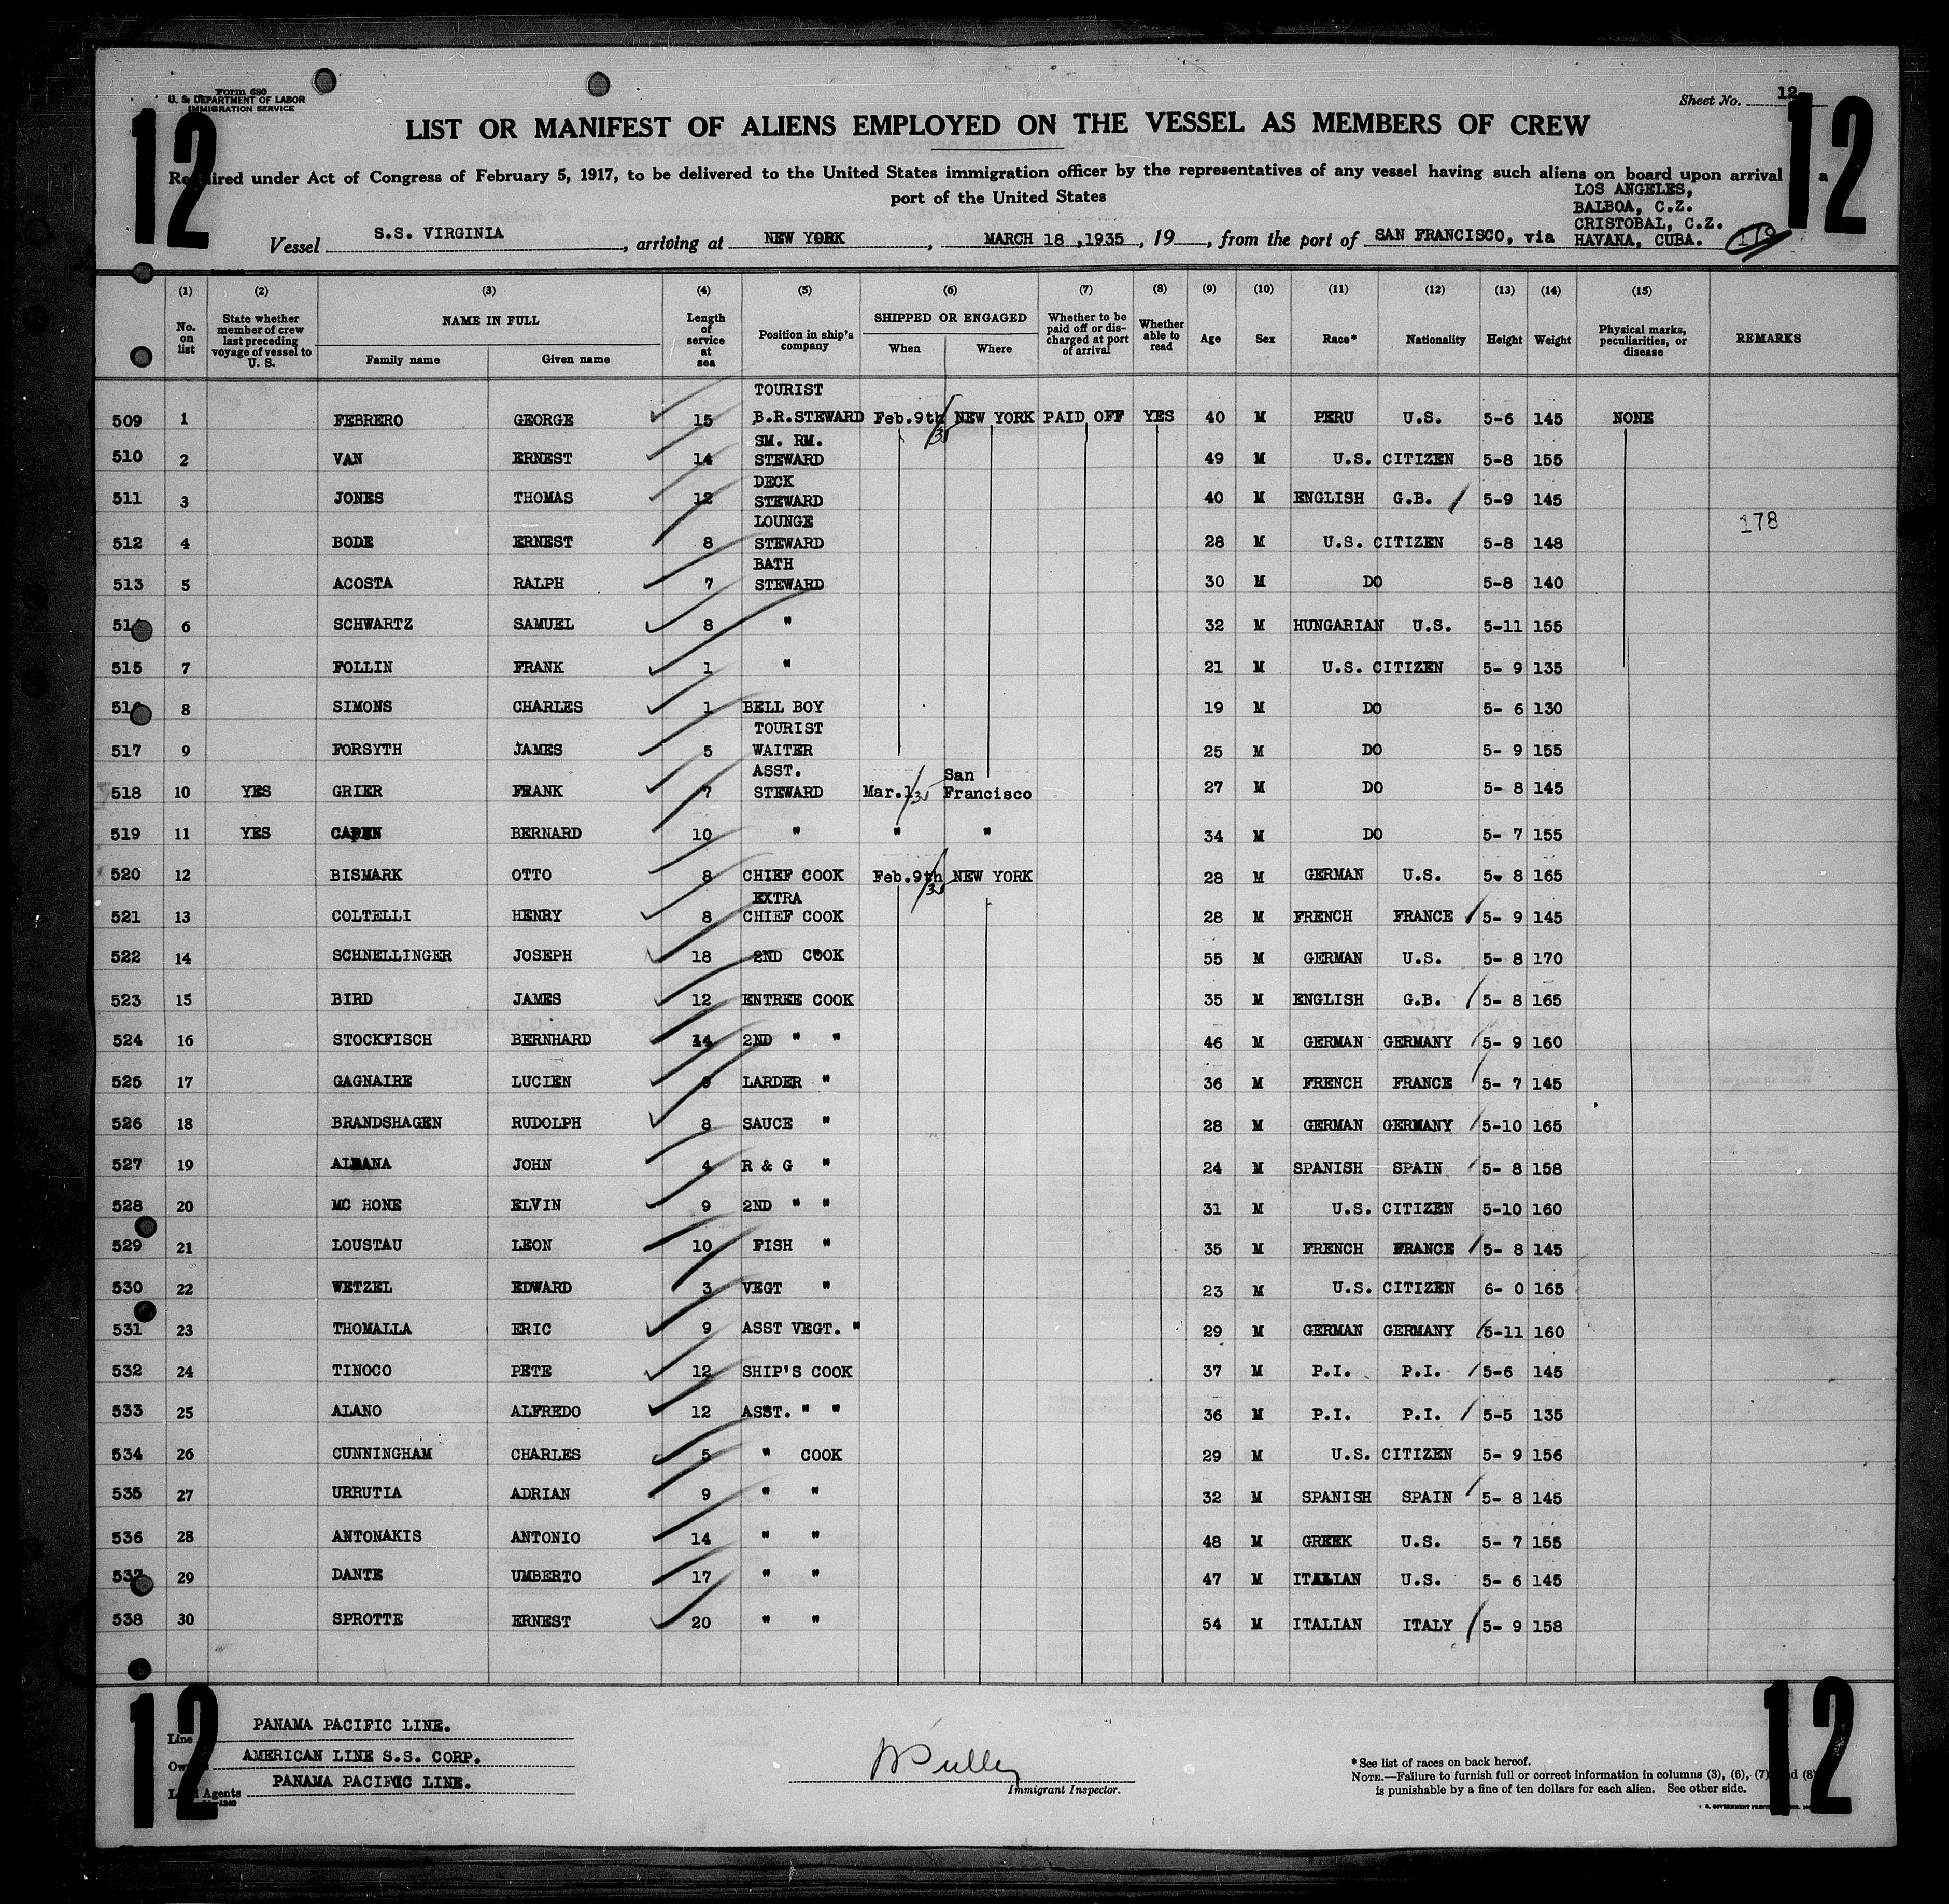 Form 680
U. S. DEPARTMENT OF LABOR
IMMIGRATION SERVICE
Sheet No. 12
12 12
LIST OR MANIFEST OF ALIENS EMPLOYED ON THE VESSEL AS MEMBERS OF CREW
Required under Act of Congress of February 5, 1917, to be delivered to the United States immigration officer by the representatives of any vessel having such aliens on board upon arrival a
port of the United States
LOS ANGELES,
BALBOA, C.Z.
CRISTOBAL, C.Z.
Vessel S.S. VIRGINIA, arriving at NEW YORK, MARCH 18, 1935, 19, from the port of SAN FRANCISCO, via HAVANA, CUBA.
(1) (2) (3) (4) (5) (6) (7) (8) (9) (10) (11) (12) (13) (14) (15)
No. on list State whether member of crew last preceding voyage of vessel to U. S. NAME IN FULL Family name Given name Length of service at sea Position in ship's company SHIPPED OR ENGAGED When Where Whether to be paid off or discharged at port of arrival Whether able to read Age Sex Race* Nationality Height Weight Physical marks, peculiarities, or disease REMARKS
509 1 FEBRERO GEORGE 15 TOURIST B.R.STEWARD Feb.9th/35 NEW YORK PAID OFF YES 40 M PERU U.S. 5-6 145 NONE
510 2 VAN ERNEST 14 SM. RM. STEWARD 49 M U.S. CITIZEN 5-8 155
511 3 JONES THOMAS 12 DECK STEWARD 40 M ENGLISH G.B. 5-9 145
178
512 4 BODE ERNEST 8 LOUNGE STEWARD 28 M U.S. CITIZEN 5-8 148
513 5 ACOSTA RALPH 7 BATH STEWARD 30 M DO 5-8 140
514 6 SCHWARTZ SAMUEL 8 " 32 M HUNGARIAN U.S. 5-11 155
515 7 FOLLIN FRANK 1 " 21 M U.S. CITIZEN 5- 9 135
516 8 SIMONS CHARLES 1 BELL BOY 19 M DO 5- 6 130
517 9 FORSYTH JAMES 5 TOURIST WAITER 25 M DO 5- 9 155
518 10 YES GRIER FRANK 7 ASST. STEWARD Mar.1/35 San Francisco 27 M DO 5- 8 145
519 11 YES CAPEN BERNARD 10 " " " 34 M DO 5- 7 155
520 12 BISMARK OTTO 8 CHIEF COOK Feb.9th/35 NEW YORK 28 M GERMAN U.S. 5- 8 165
521 13 COLTELLI HENRY 8 EXTRA CHIEF COOK 28 M FRENCH FRANCE 5- 9 145
522 14 SCHNELLINGER JOSEPH 18 2ND COOK 55 M GERMAN U.S. 5- 8 170
523 15 BIRD JAMES 12 ENTREE COOK 35 M ENGLISH G.B. 5- 8 165
524 16 STOCKFISCH BERNHARD 14 2ND " " 46 M GERMAN GERMANY 5- 9 160
525 17 GAGNAIRE LUCIEN LARDER " 36 M FRENCH FRANCE 5- 7 145
526 18 BRANDSHAGEN RUDOLPH 8 SAUCE " 28 M GERMAN GERMANY 5-10 165
527 19 JOHN 4 R & G " 24 M SPANISH SPAIN 5- 8 158
528 20 MC HONE ELVIN 9 2ND " " 31 M U.S. CITIZEN 5-10 160
529 21 LOUSTAU LEON 10 FISH " 35 M FRENCH FRANCE 5- 8 145
530 22 WETZEL EDWARD 3 VEGT " 23 M U.S. CITIZEN 6- 0 165
531 23 THOMALLA ERIC 9 ASST VEGT. " 29 M GERMAN GERMANY 5-11 160
532 24 TINOCO PETE 12 SHIP'S COOK 37 M P.I. P.I. 5-6 145
533 25 ALANO ALFREDO 12 ASST. " " 36 M P.I. P.I. 5-5 135
534 26 CUNNINGHAM CHARLES 5 " COOK 29 M U.S. CITIZEN 5- 9 156
535 27 URRUTIA ADRIAN 9 " " 32 M SPANISH SPAIN 5- 8 145
536 28 ANTONAKIS ANTONIO 14 " " 48 M GREEK U.S. 5- 7 155
537 29 DANTE UMBERTO 17 " " 47 M ITALIAN U.S. 5- 6 145
538 30 SPROTTE ERNEST 20 " " 54 M ITALIAN ITALY 5- 9 158
12 12
Line PANAMA PACIFIC LINE.
Owners AMERICAN LINE S.S. CORP.
Local Agents PANAMA PACIFIC LINE.
Immigrant Inspector.
*See list of races on back hereof.
NOTE.—Failure to furnish full or correct information in columns (3), (6), (7) and (8)
is punishable by a fine of ten dollars for each alien. See other side.